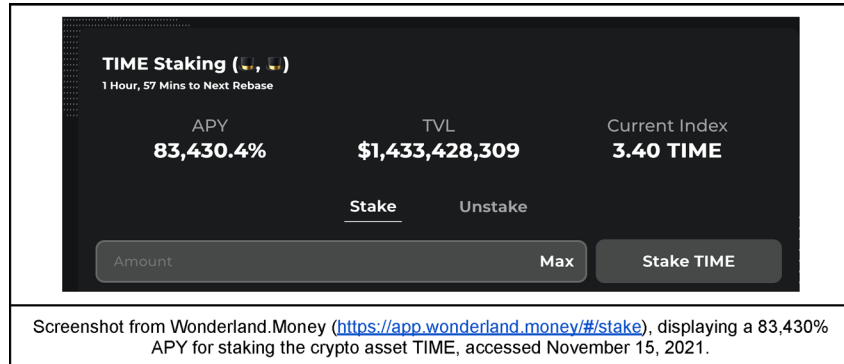 TIME Staking (🎩, 🎩)
1 Hour, 57 Mins to Next Rebase
APY TVL Current Index
83,430.4% $1,433,428,309 3.40 TIME
Stake Unstake
Amount Max Stake TIME
Screenshot from Wonderland.Money (https://app.wonderland.money/#/stake), displaying a 83,430%
APY for staking the crypto asset TIME, accessed November 15, 2021.